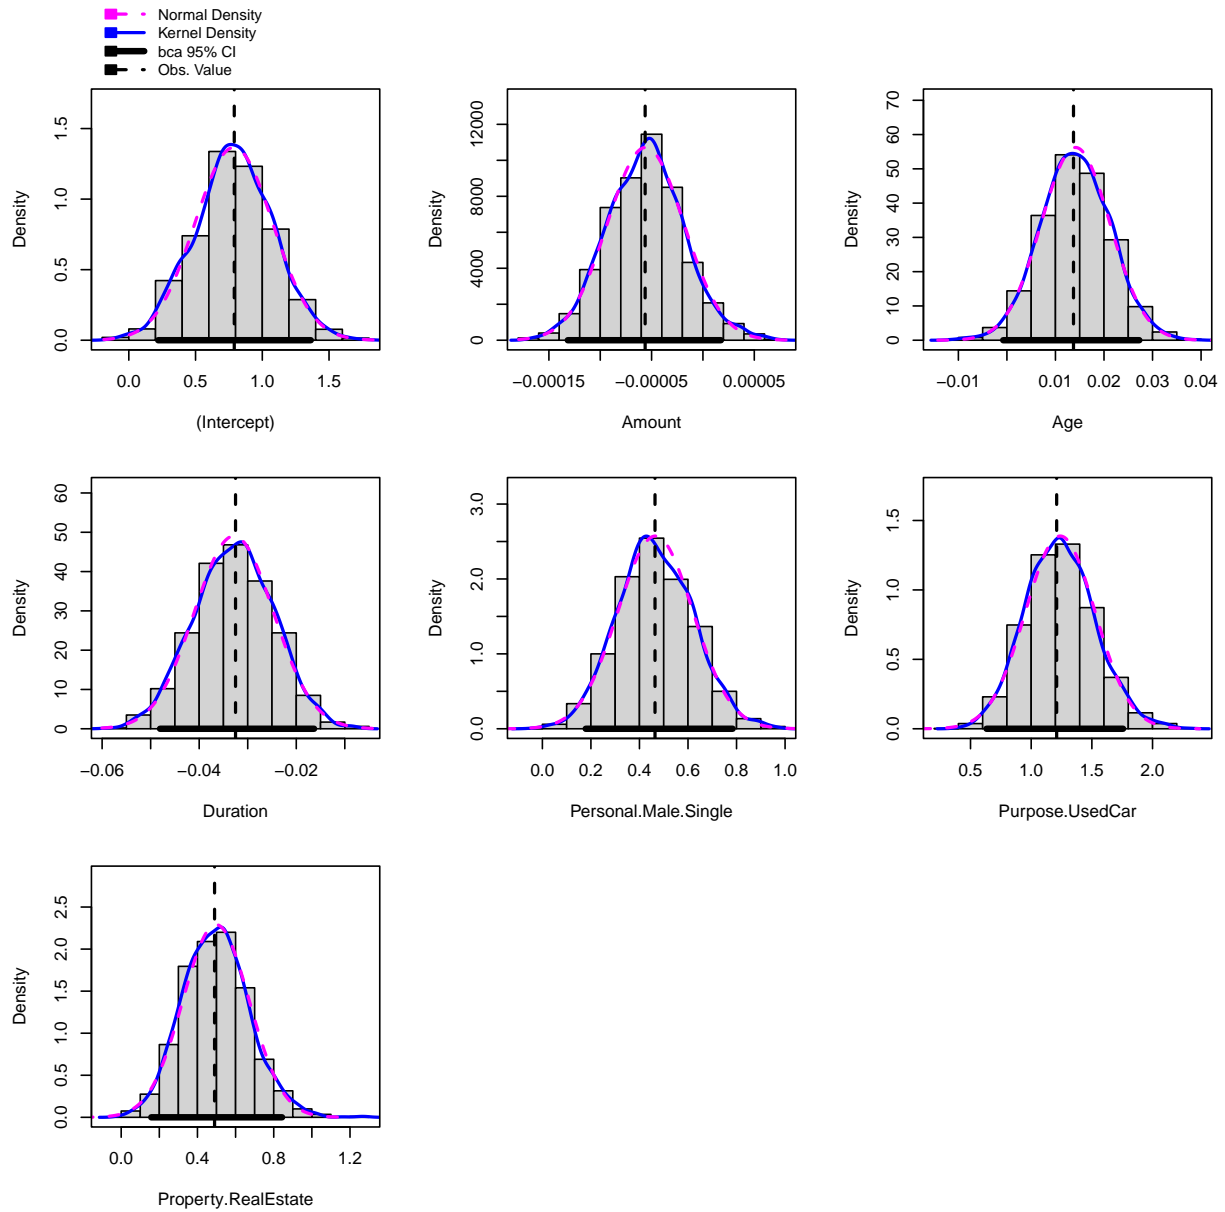 Normal Density
Kernel Density
bca 95% CI
Obs. Value
Density
0.0 0.5 1.0 1.5
0.0 0.5 1.0 1.5
(Intercept)
Density
0 4000 8000 12000
−0.00015 −0.00005 0.00005
Amount
Density
0 10 20 30 40 50 60 70
−0.01 0.01 0.02 0.03 0.04
Age
Density
0 10 20 30 40 50 60
−0.06 −0.04 −0.02
Duration
Density
0.0 1.0 2.0 3.0
0.0 0.2 0.4 0.6 0.8 1.0
Personal.Male.Single
Density
0.0 0.5 1.0 1.5
0.5 1.0 1.5 2.0
Purpose.UsedCar
Density
0.0 0.5 1.0 1.5 2.0 2.5
0.0 0.4 0.8 1.2
Property.RealEstate